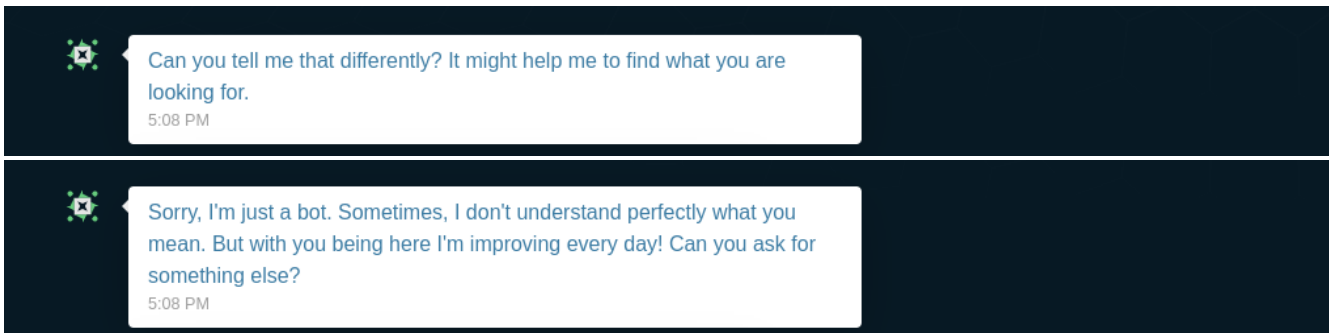 Can you tell me that differently? It might help me to find what you are
looking for.
5:08 PM
Sorry, I'm just a bot. Sometimes, I don't understand perfectly what you
mean. But with you being here I'm improving every day! Can you ask for
something else?
5:08 PM